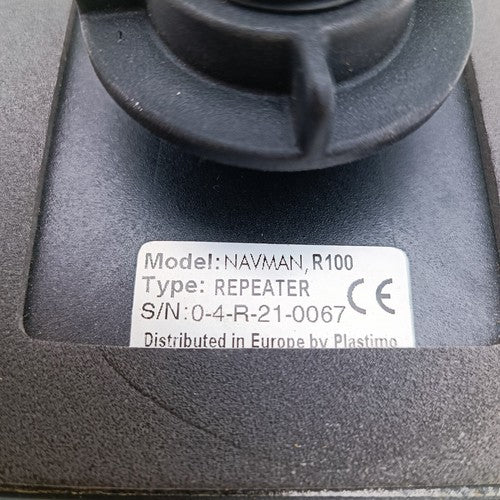 Model: NAVMAN, R100
Type: REPEATER
CE
S/N:0-4-R-21-0067
Distributed in Europe by Plastimo